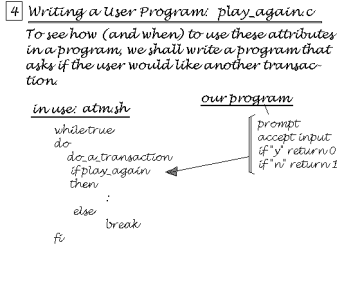 4 Writing a User Program: play_again.c
To see how (and when) to use these attributes
in a program, we shall write a program that
asks if the user would like another transac-
tion.
in use: atm.sh
our program
while true
do
do_a_transaction
if play_again
then
:
else
break
fi
prompt
accept input
if "y" return 0
if "n" return 1